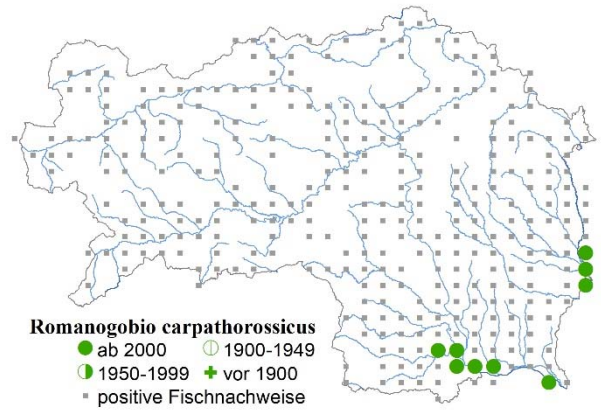 Romanogobio carpathorossicus
ab 2000 1900-1949
1950-1999 vor 1900
positive Fischnachweise